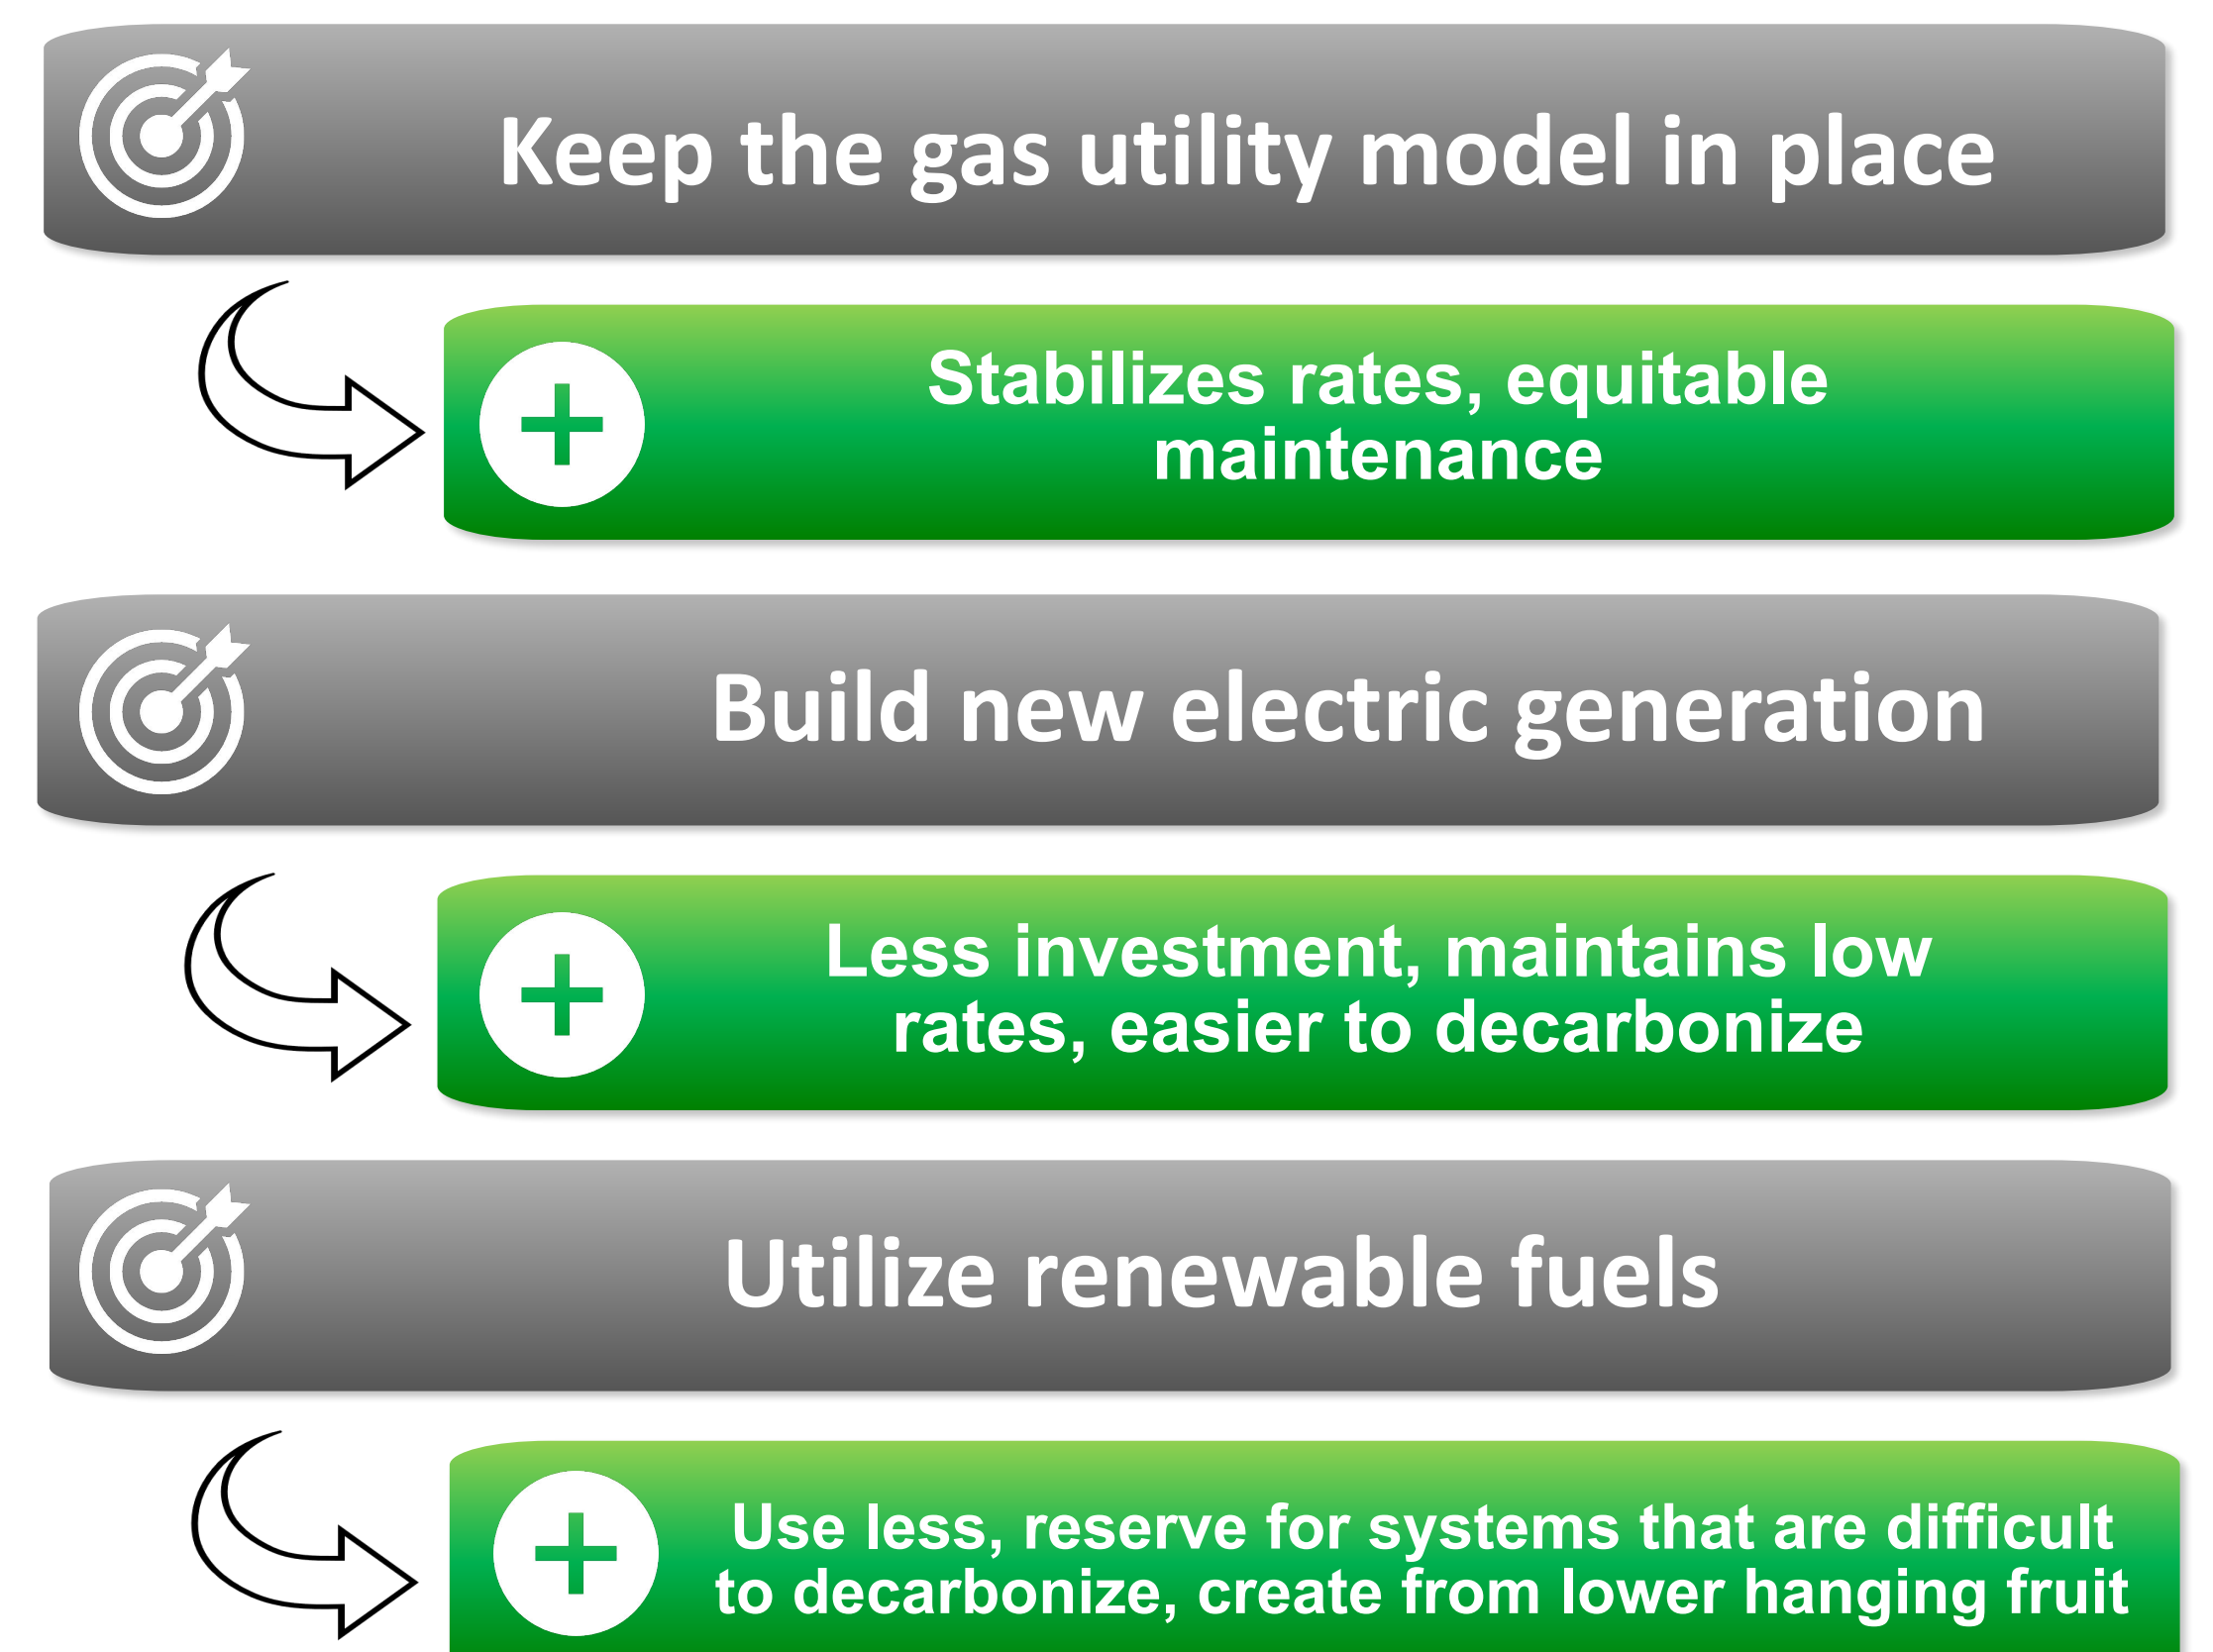 Keep the gas utility model in place
Stabilizes rates, equitable
maintenance
Build new electric generation
Less investment, maintains low
rates, easier to decarbonize
Utilize renewable fuels
Use less, reserve for systems that are difficult
to decarbonize, create from lower hanging fruit